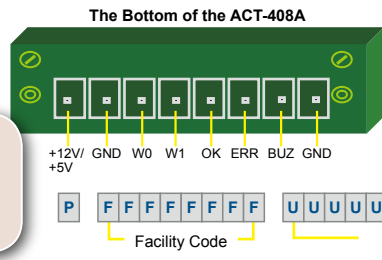 The Bottom of the ACT-408A
+12V/ GND W0 W1 OK ERR BUZ GND
+5V
P F F F F F F F F U U U U U
Facility Code